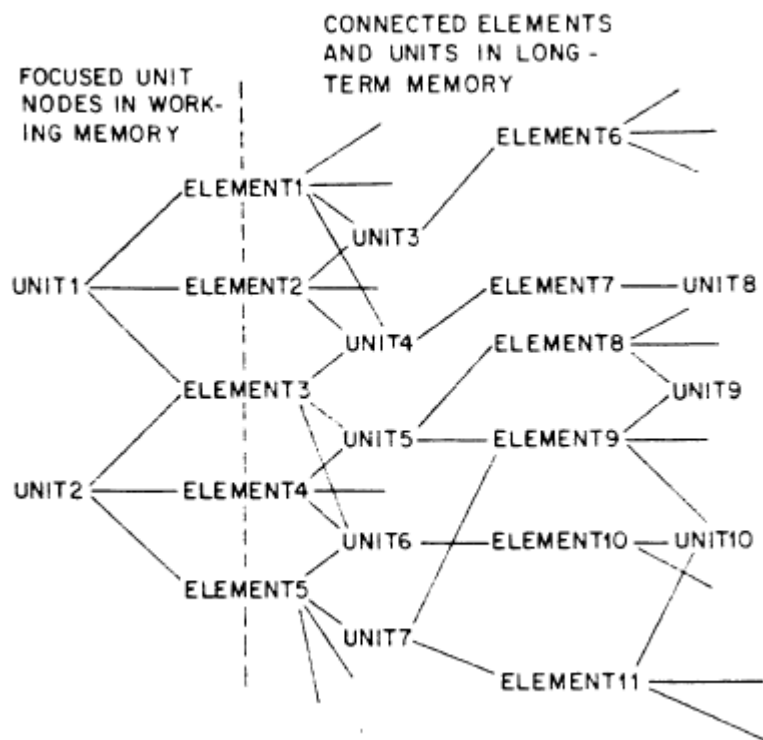 CONNECTED ELEMENTS
AND UNITS IN LONG-
TERM MEMORY
FOCUSED UNIT
NODES IN WORK-
ING MEMORY
ELEMENT6
ELEMENT1
UNIT3
UNIT1
ELEMENT2
ELEMENT7
UNIT8
UNIT4
ELEMENT8
ELEMENT3
UNIT9
UNIT5
ELEMENT9
UNIT2
ELEMENT4
UNIT6
ELEMENT10
UNIT10
ELEMENT5
UNIT7
ELEMENT11